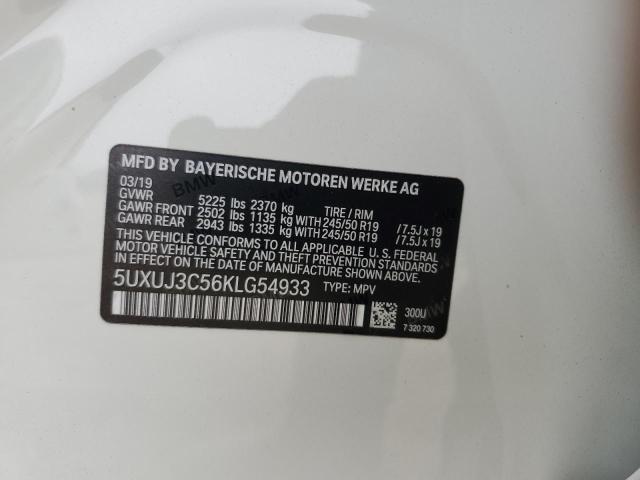 MFD BY BAYERISCHE MOTOREN WERKE AG
03/19
GVWR 5225 lbs 2370 kg TIRE / RIM
GAWR FRONT 2502 lbs 1135 kg WITH 245/50 R19 / 7.5J x 19
GAWR REAR 2943 lbs 1335 kg WITH 245/50 R19 / 7.5J x 19
THIS VEHICLE CONFORMS TO ALL APPLICABLE U.S. FEDERAL
MOTOR VEHICLE SAFETY AND THEFT PREVENTION STANDARDS
IN EFFECT ON THE DATE OF MANUFACTURE SHOWN ABOVE.
5UXUJ3C56KLG54933 TYPE: MPV
300U
7 320 730